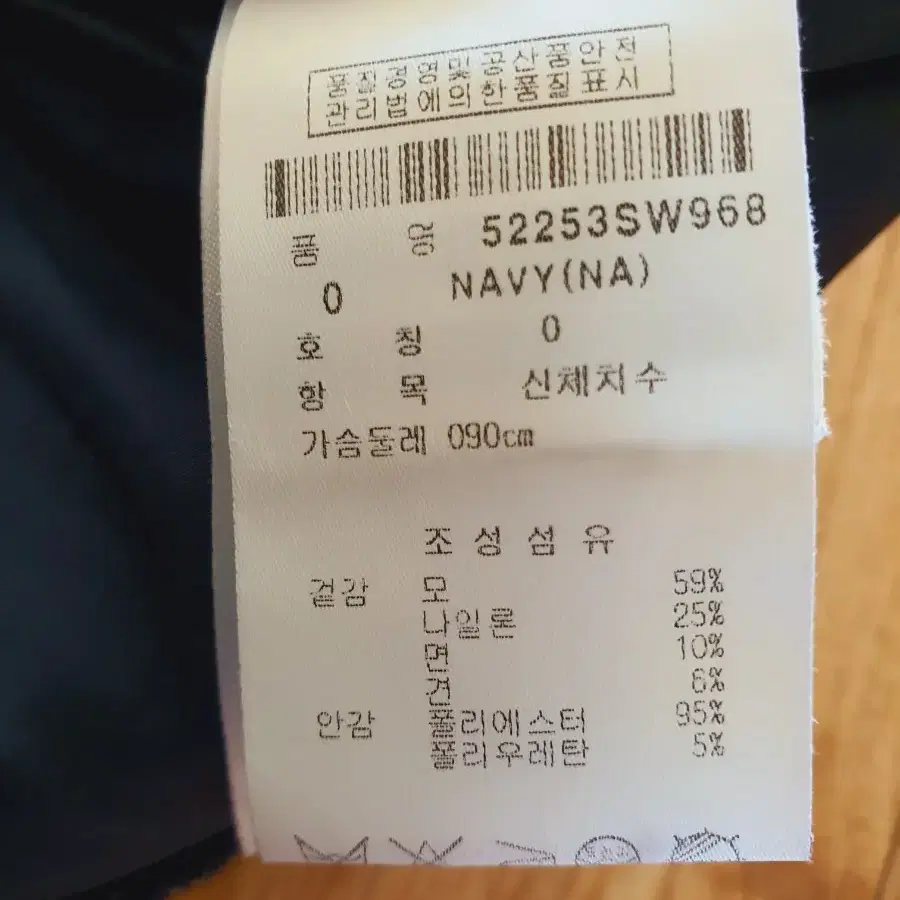 품질경영및공산품안전
관리법에의한품질표시
품 명 52253SW968
0 NAVY(NA)
호 칭 0
항 목 신체치수
가슴둘레 090cm
조성섬유
겉감 모 59%
나일론 25%
면 10%
견 6%
안감 폴리에스터 95%
폴리우레탄 5%